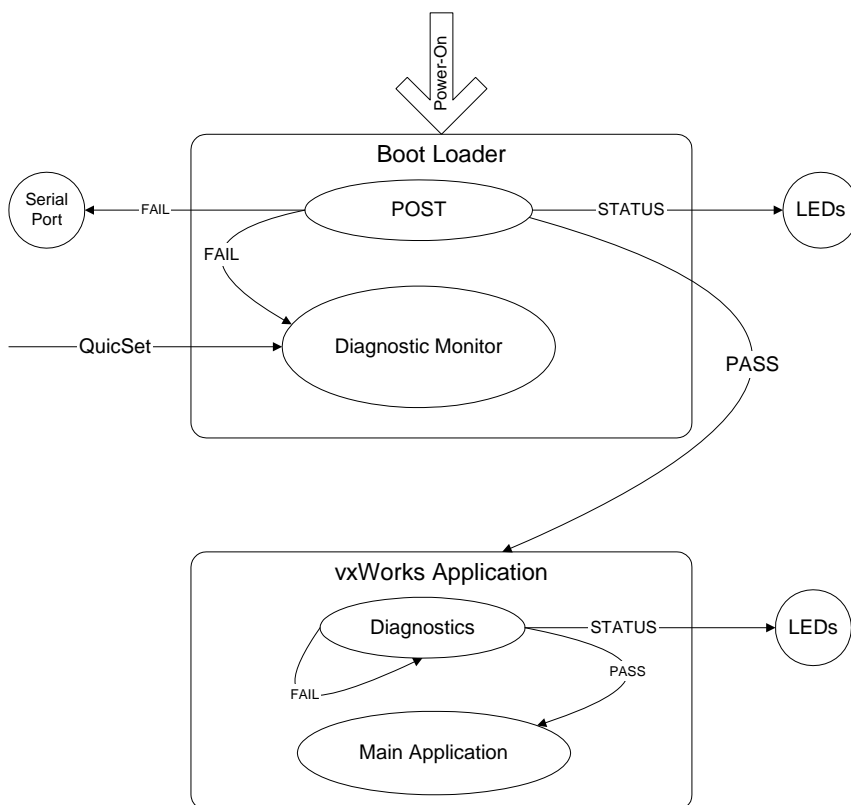 Power-On
Boot Loader
Serial
Port
FAIL
POST
STATUS
LEDs
FAIL
QuicSet
Diagnostic Monitor
PASS
vxWorks Application
Diagnostics
STATUS
LEDs
FAIL
PASS
Main Application